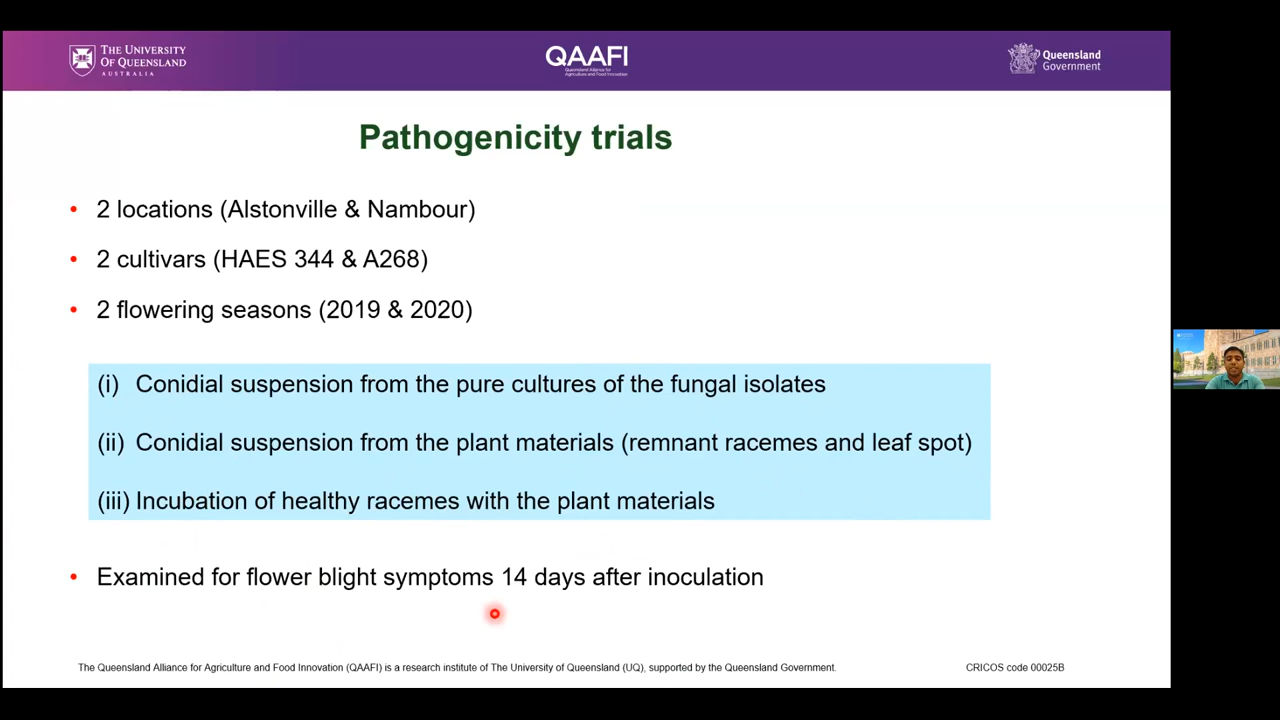 THE UNIVERSITY
OF QUEENSLAND
AUSTRALIA
QAAFI
Queensland Alliance for
Agriculture and Food Innovation
Queensland
Government
Pathogenicity trials
• 2 locations (Alstonville & Nambour)
• 2 cultivars (HAES 344 & A268)
• 2 flowering seasons (2019 & 2020)
(i) Conidial suspension from the pure cultures of the fungal isolates
(ii) Conidial suspension from the plant materials (remnant racemes and leaf spot)
(iii) Incubation of healthy racemes with the plant materials
• Examined for flower blight symptoms 14 days after inoculation
The Queensland Alliance for Agriculture and Food Innovation (QAAFI) is a research institute of The University of Queensland (UQ), supported by the Queensland Government.
CRICOS code 00025B